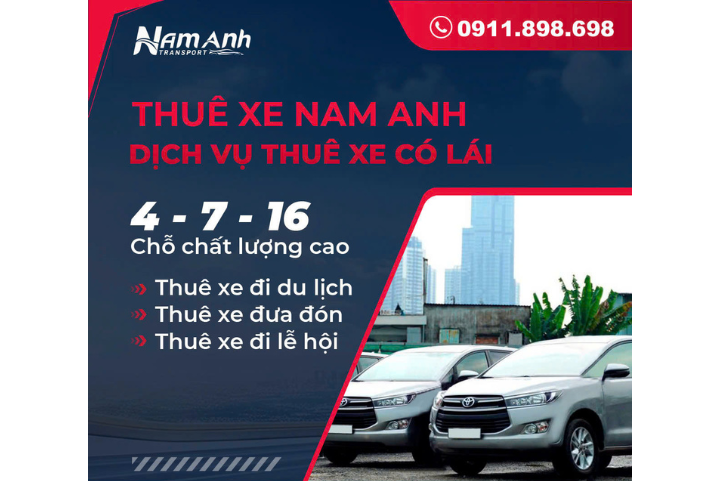 Nam Anh
TRANSPORT
0911.898.698
THUÊ XE NAM ANH
DỊCH VỤ THUÊ XE CÓ LÁI
4 - 7 - 16
Chỗ chất lượng cao
Thuê xe đi du lịch
Thuê xe đưa đón
Thuê xe đi lễ hội